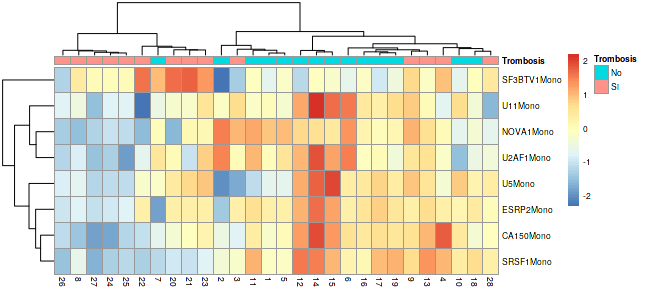 Trombosis
SF3BTV1Mono
U11Mono
NOVA1Mono
U2AF1Mono
U5Mono
ESRP2Mono
CA150Mono
SRSF1Mono
26 8 27 24 25 22 7 20 21 23 2 3 11 1 5 12 14 15 6 16 17 19 9 13 4 10 18 28
2
1
0
-1
-2
Trombosis
No
SI